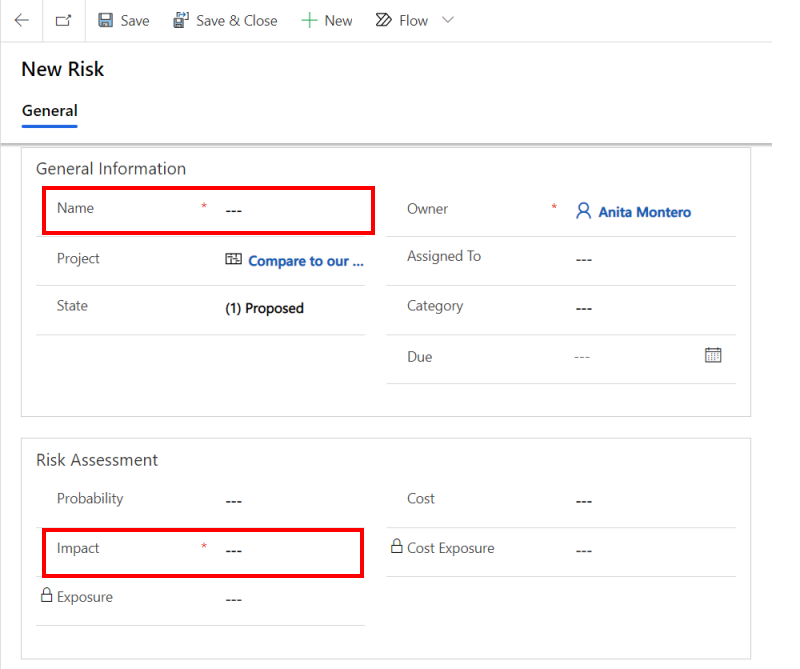 Save Save & Close New Flow
New Risk
General
General Information
Name * ---
Owner * Anita Montero
Project Compare to our ...
Assigned To ---
State (1) Proposed
Category ---
Due ---
Risk Assessment
Probability ---
Cost ---
Impact * ---
Cost Exposure ---
Exposure ---